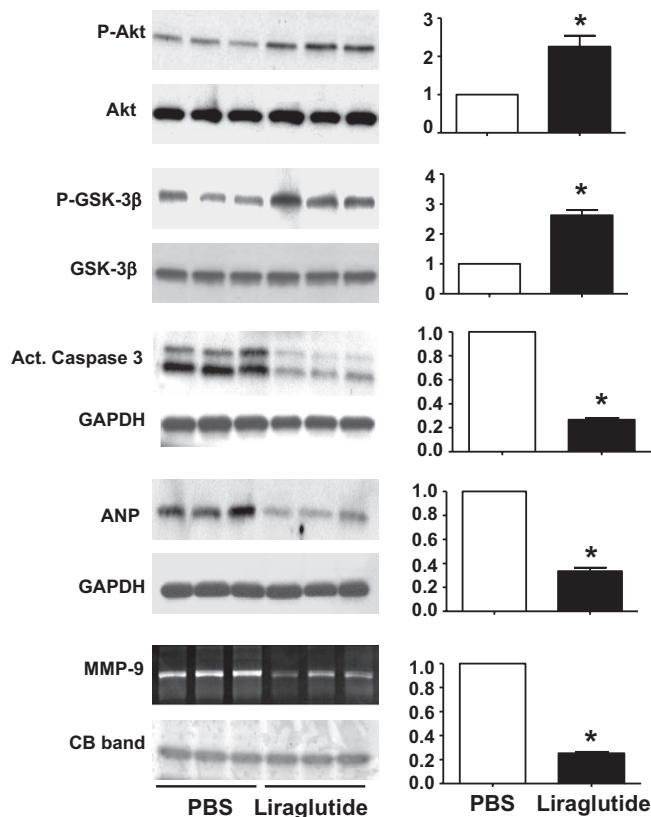 P-Akt
Akt
3
2
1
0
*
P-GSK-3β
GSK-3β
4
3
2
1
0
*
Act. Caspase 3
GAPDH
1.0
0.8
0.6
0.4
0.2
0.0
*
ANP
GAPDH
1.0
0.8
0.6
0.4
0.2
0.0
*
MMP-9
CB band
1.0
0.8
0.6
0.4
0.2
0.0
*
PBS Liraglutide
PBS Liraglutide